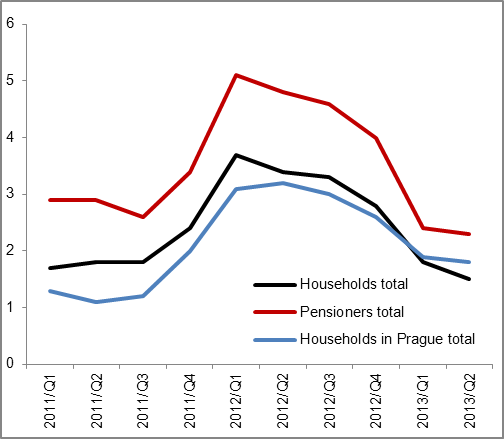 6
5
4
3
2
1
0
Households total
Pensioners total
Households in Prague total
2011/Q1
2011/Q2
2011/Q3
2011/Q4
2012/Q1
2012/Q2
2012/Q3
2012/Q4
2013/Q1
2013/Q2